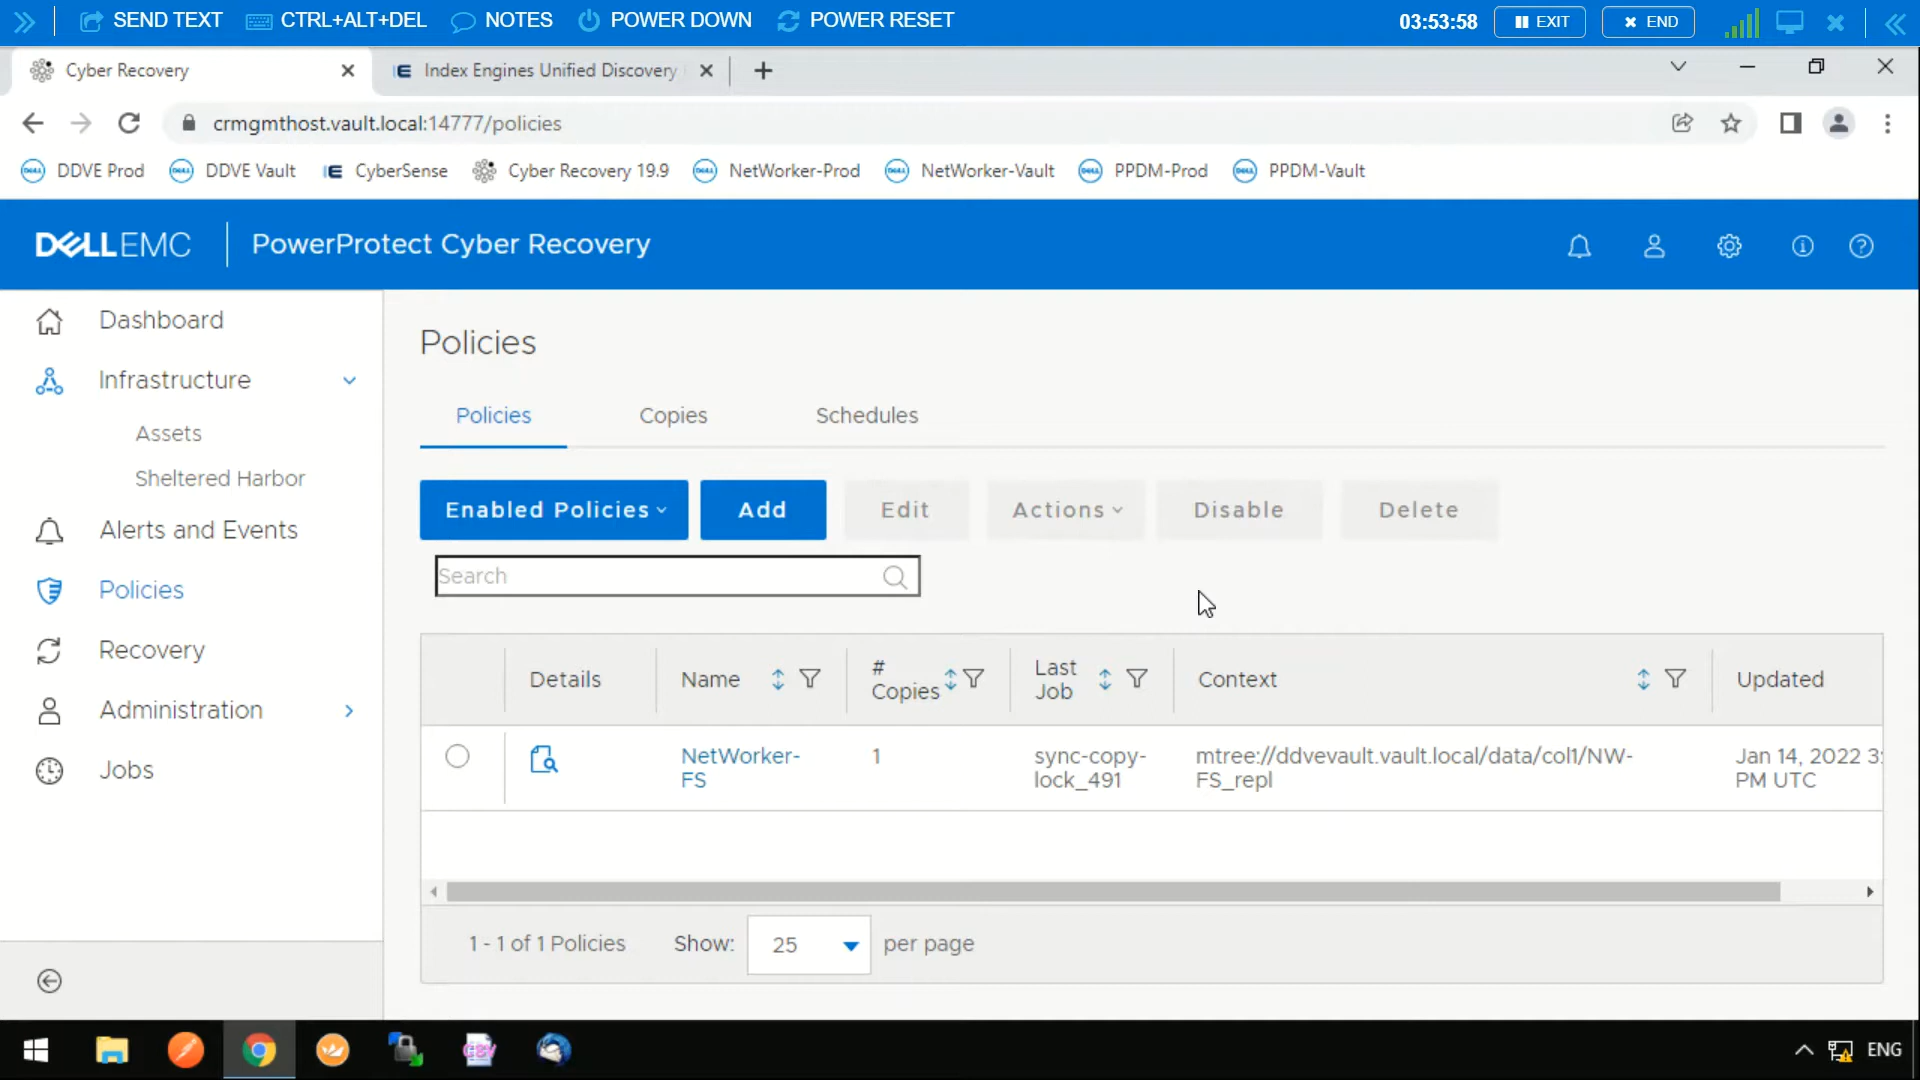 SEND TEXT CTRL+ALT+DEL NOTES POWER DOWN POWER RESET 03:53:58 EXIT END
Cyber Recovery Index Engines Unified Discovery
crmgmthost.vault.local:14777/policies
DDVE Prod DDVE Vault CyberSense Cyber Recovery 19.9 NetWorker-Prod NetWorker-Vault PPDM-Prod PPDM-Vault
DELLEMC PowerProtect Cyber Recovery
Dashboard
Infrastructure
Assets
Sheltered Harbor
Alerts and Events
Policies
Recovery
Administration
Jobs
Policies
Policies Copies Schedules
Enabled Policies Add Edit Actions Disable Delete
Search
Details Name # Copies Last Job Context Updated
NetWorker-
FS
1
sync-copy-
lock_491
mtree://ddvevault.vault.local/data/col1/NW-
FS_repl
Jan 14, 2022 3:
PM UTC
1 - 1 of 1 Policies Show: 25 per page
ENG